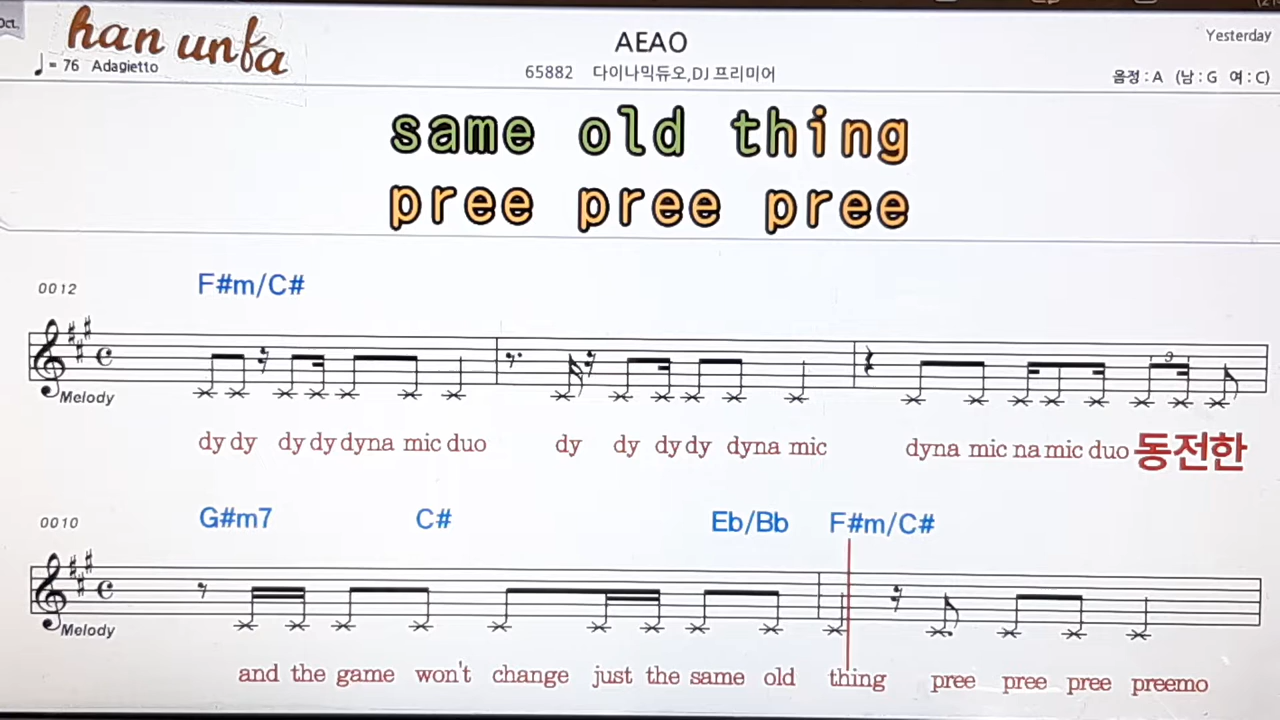 Oct.
han unfa
AEAO
Yesterday
♩= 76 Adagietto
65882 다이나믹듀오,DJ 프리미어
음정 : A (남 : G 여 : C)
same old thing
pree pree pree
0012
F#m/C#
3
Melody
dy dy dy dy dyna mic duo dy dy dy dy dyna mic dyna mic na mic duo 동전한
0010
G#m7 C# Eb/Bb F#m/C#
Melody
and the game won't change just the same old thing pree pree pree preemo